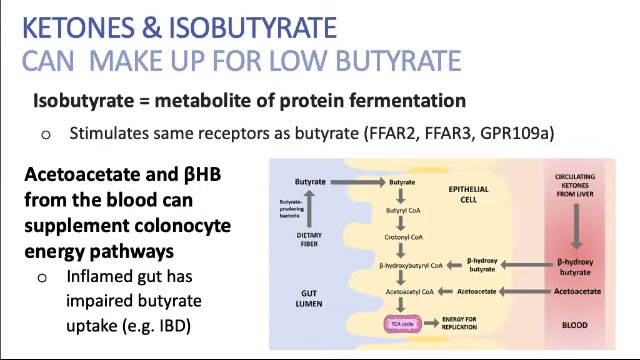 KETONES & ISOBUTYRATE
CAN MAKE UP FOR LOW BUTYRATE
Isobutyrate = metabolite of protein fermentation
o Stimulates same receptors as butyrate (FFAR2, FFAR3, GPR109a)
Acetoacetate and βHB
from the blood can
supplement colonocyte
energy pathways
o Inflamed gut has
impaired butyrate
uptake (e.g. IBD)
Butyrate
Butyrate-
producing
bacteria
DIETARY
FIBER
GUT
LUMEN
Butyrate
Butyryl CoA
Crotonyl CoA
β-hydroxybutyryl CoA
Acetoacetyl CoA
TCA cycle
ENERGY FOR
REPLICATION
EPITHELIAL
CELL
β-hydroxy
butyrate
Acetoacetate
CIRCULATING
KETONES
FROM LIVER
β-hydroxy
butyrate
Acetoacetate
BLOOD